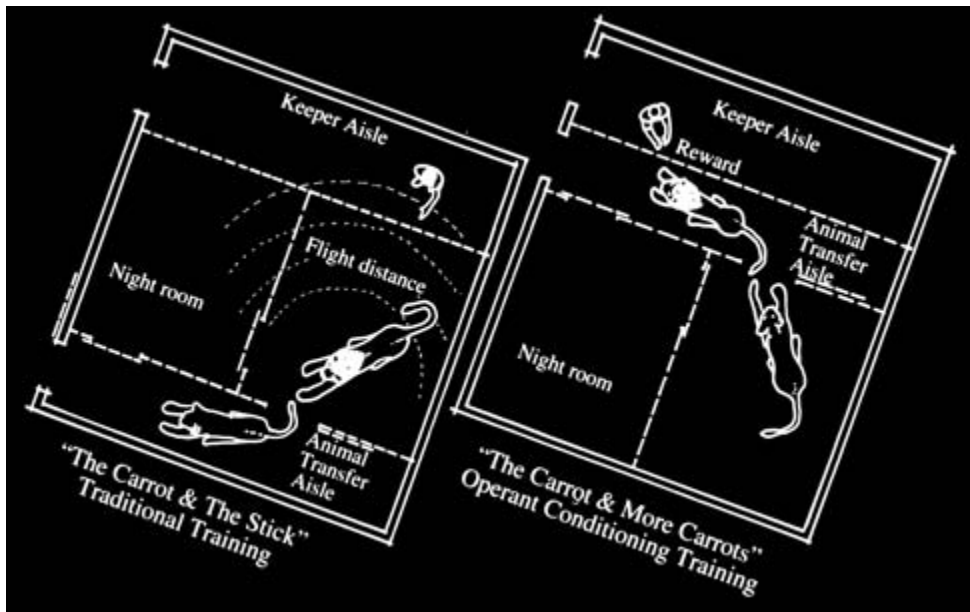 Keeper Aisle
Flight distance
Night room
Animal
Transfer
Aisle
“The Carrot & The Stick”
Traditional Training
Keeper Aisle
Reward
Animal
Transfer
Aisle
Night room
“The Carrot & More Carrots”
Operant Conditioning Training